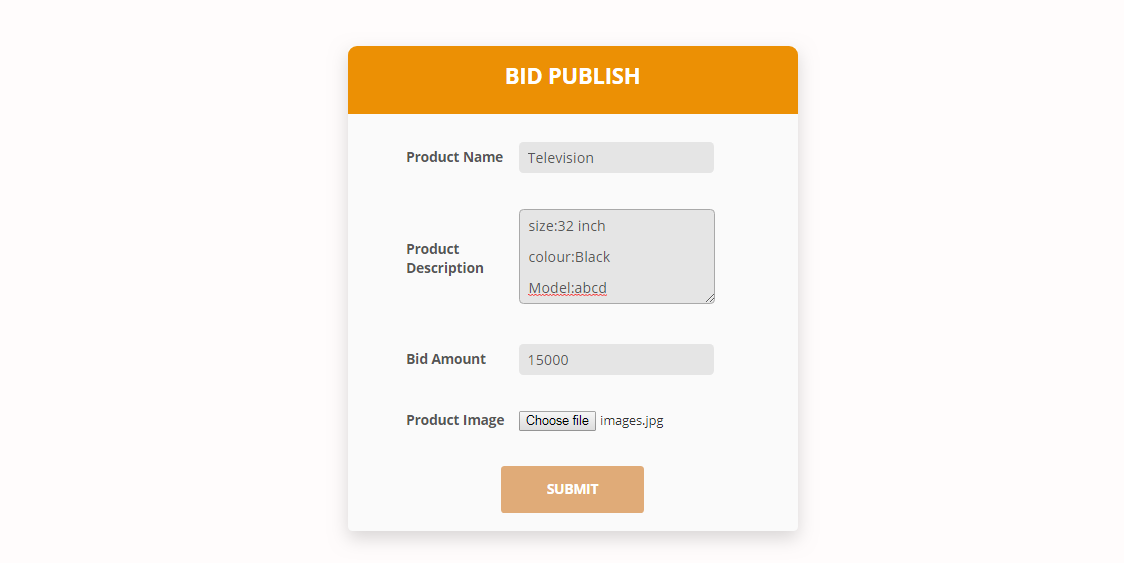 BID PUBLISH
Product Name Television
size:32 inch
Product
Description
colour:Black
Model:abcd
Bid Amount 15000
Product Image Choose file images.jpg
SUBMIT